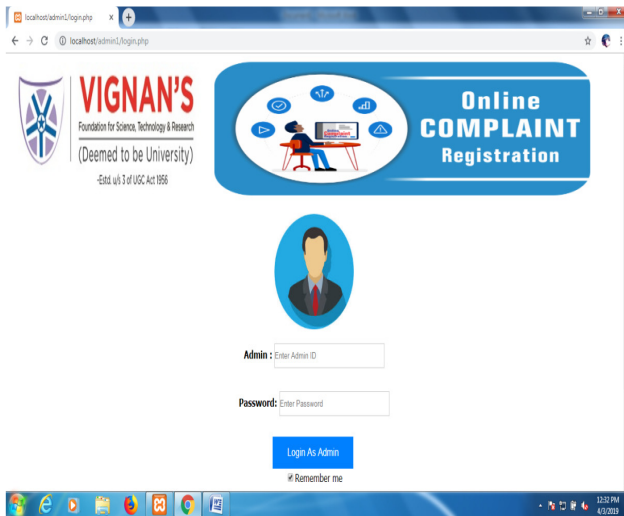 localhost/admin1/login.php
localhost/admin1/login.php
VIGNAN'S
Foundation for Science, Technology & Research
(Deemed to be University)
-Estd. u/s 3 of UGC Act 1956
Online
COMPLAINT
Registration
Admin : Enter Admin ID
Password: Enter Password
Login As Admin
Remember me
12:32 PM
4/3/2019